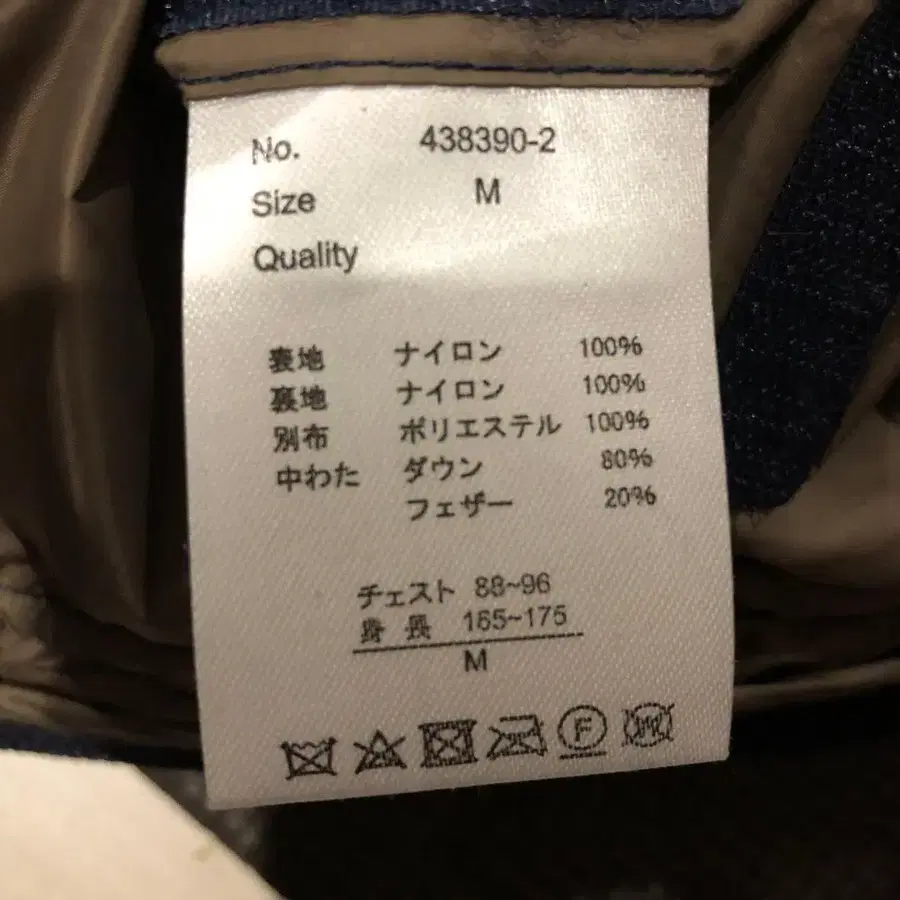 No. 438390-2
Size M
Quality
表地 ナイロン 100%
裏地 ナイロン 100%
別布 ポリエステル 100%
中わた ダウン 80%
フェザー 20%
チェスト 88~96
身長 165~175
M
F
W